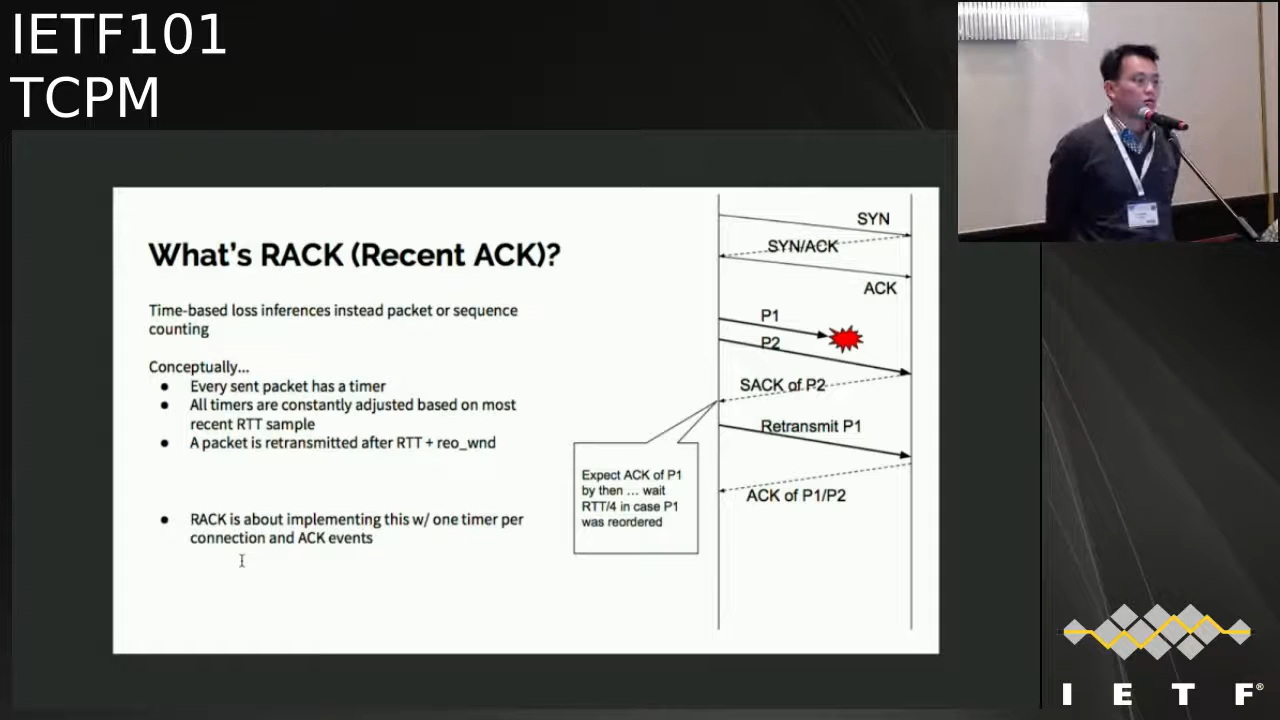 IETF101
TCPM
What's RACK (Recent ACK)?
Time-based loss inferences instead packet or sequence
counting
Conceptually...
● Every sent packet has a timer
● All timers are constantly adjusted based on most
recent RTT sample
● A packet is retransmitted after RTT + reo_wnd
● RACK is about implementing this w/ one timer per
connection and ACK events
SYN
SYN/ACK
ACK
P1
P2
SACK of P2
Retransmit P1
ACK of P1/P2
Expect ACK of P1
by then ... wait
RTT/4 in case P1
was reordered
I E T F®